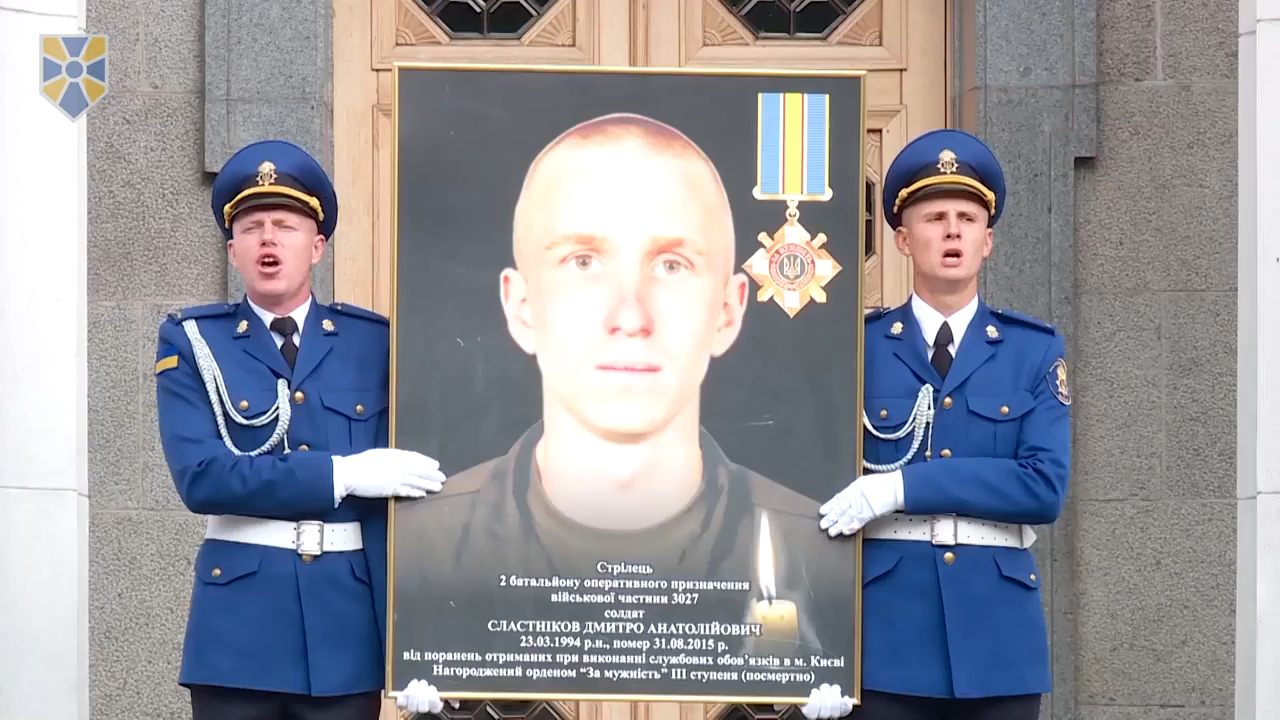 Стрілець
2 батальйону оперативного призначення
військової частини 3027
солдат
СЛАСТНІКОВ ДМИТРО АНАТОЛІЙОВИЧ
23.03.1994 р.н., помер 31.08.2015 р.
від поранень отриманих при виконанні службових обов’язків в м. Києві
Нагороджений орденом “За мужність” ІІІ ступеня (посмертно)